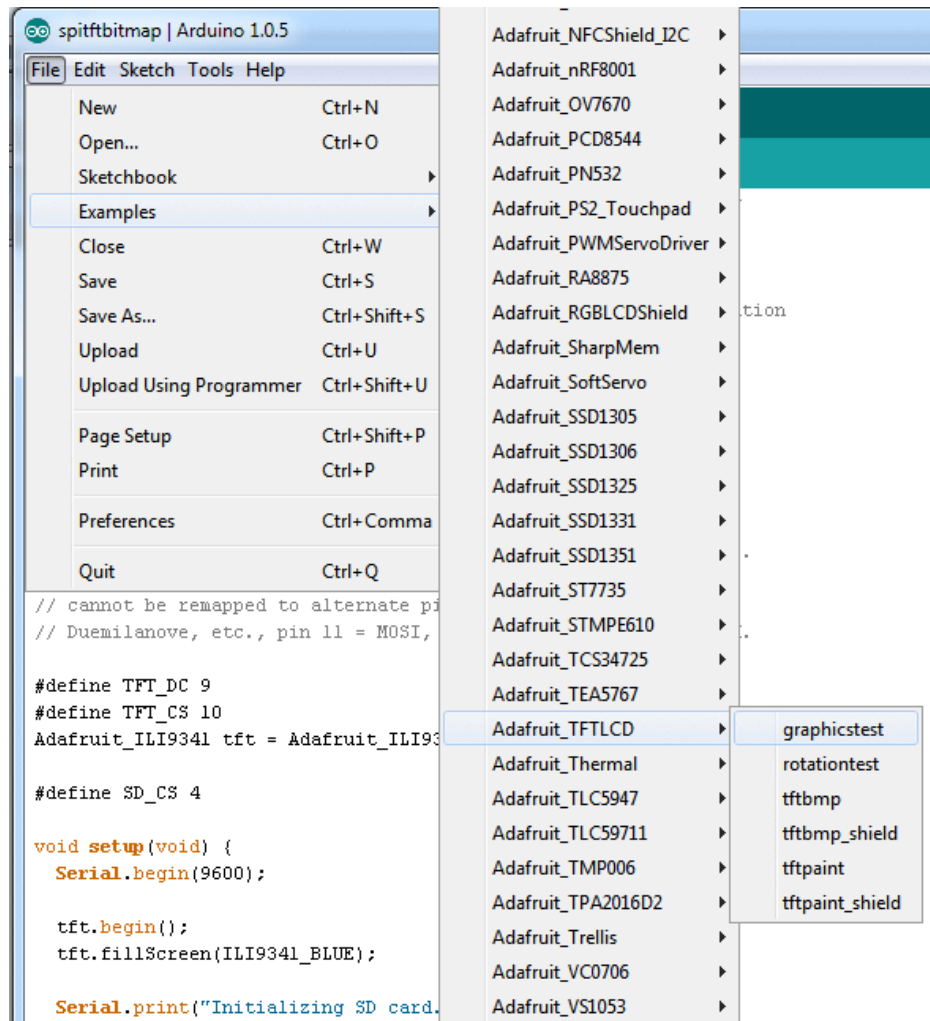 spitftbitmap | Arduino 1.0.5
File Edit Sketch Tools Help
New Ctrl+N
Open... Ctrl+O
Sketchbook
Examples
Close Ctrl+W
Save Ctrl+S
Save As... Ctrl+Shift+S
Upload Ctrl+U
Upload Using Programmer Ctrl+Shift+U
Page Setup Ctrl+Shift+P
Print Ctrl+P
Preferences Ctrl+Comma
Quit Ctrl+Q
Adafruit_NFCShield_I2C
Adafruit_nRF8001
Adafruit_OV7670
Adafruit_PCD8544
Adafruit_PN532
Adafruit_PS2_Touchpad
Adafruit_PWMServoDriver
Adafruit_RA8875
Adafruit_RGBLCDShield
Adafruit_SharpMem
Adafruit_SoftServo
Adafruit_SSD1305
Adafruit_SSD1306
Adafruit_SSD1325
Adafruit_SSD1331
Adafruit_SSD1351
Adafruit_ST7735
Adafruit_STMPE610
Adafruit_TCS34725
Adafruit_TEA5767
Adafruit_TFTLCD
Adafruit_Thermal
Adafruit_TLC5947
Adafruit_TLC59711
Adafruit_TMP006
Adafruit_TPA2016D2
Adafruit_Trellis
Adafruit_VC0706
Adafruit_VS1053
graphicstest
rotationtest
tftbmp
tftbmp_shield
tftpaint
tftpaint_shield
tion
// cannot be remapped to alternate pi
// Duemilanove, etc., pin 11 = MOSI,
#define TFT_DC 9
#define TFT_CS 10
Adafruit_ILI9341 tft = Adafruit_ILI93
#define SD_CS 4
void setup(void) {
Serial.begin(9600);
tft.begin();
tft.fillScreen(ILI9341_BLUE);
Serial.print("Initializing SD card.